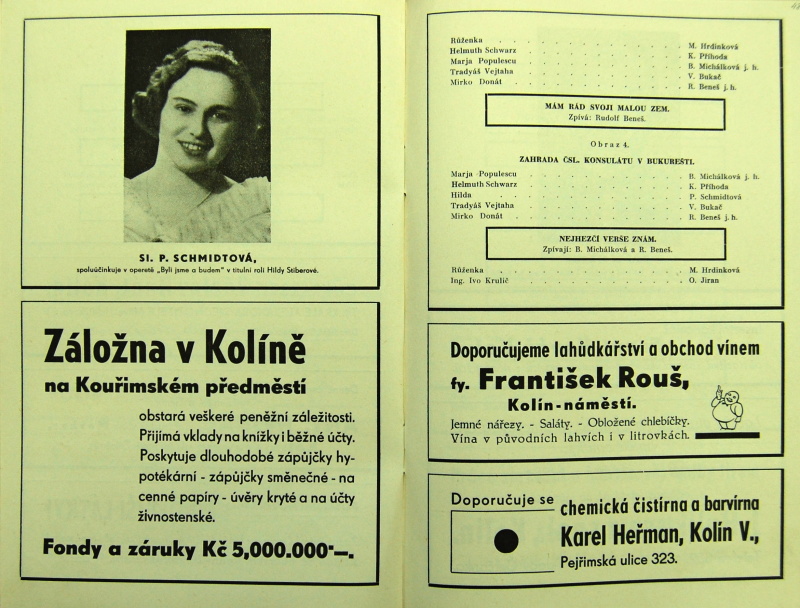 Sl. P. SCHMIDTOVÁ,
spoluúčinkuje v operetě „Byli jsme a budem" v titulní roli Hildy Stiberové.
Záložna v Kolíně
na Kouřimském předměstí
obstará veškeré peněžní záležitosti.
Přijímá vklady na knížky i běžné účty.
Poskytuje dlouhodobé zápůjčky hy-
potékární - zápůjčky směnečné - na
cenné papíry - úvěry kryté a na účty
živnostenské.
Fondy a záruky Kč 5,000.000·—.
Růženka . . . . . . . . . . . M. Hrdinková
Helmuth Schwarz . . . . . . . . . . . K. Příhoda
Marja Populescu . . . . . . . . . . . B. Michálková j. h.
Tradyáš Vejtaha . . . . . . . . . . . V. Bukač
Mirko Donát . . . . . . . . . . . R. Beneš j. h.
MÁM RÁD SVOJI MALOU ZEM.
Zpívá: Rudolf Beneš.
Obraz 4.
ZAHRADA ČSL. KONSULÁTU V BUKUREŠTI.
Marja Populescu . . . . . . . . . . . B. Michálková j. h.
Helmuth Schwarz . . . . . . . . . . . K. Příhoda
Hilda . . . . . . . . . . . P. Schmidtová
Tradyáš Vejtaha . . . . . . . . . . . V. Bukač
Mirko Donát . . . . . . . . . . . R. Beneš j. h.
NEJHEZČÍ VERŠE ZNÁM.
Zpívají: B. Michálková a R. Beneš.
Růženka . . . . . . . . . . . M. Hrdinková
Ing. Ivo Krulič . . . . . . . . . . . O. Jiran
Doporučujeme lahůdkářství a obchod vínem
fy. František Rouš,
Kolín-náměstí.
Jemné nářezy. - Saláty. - Obložené chlebíčky.
Vína v původních lahvích i v litrovkách.
Doporučuje se
chemická čistírna a barvírna
Karel Heřman, Kolín V.,
Pejřimská ulice 323.